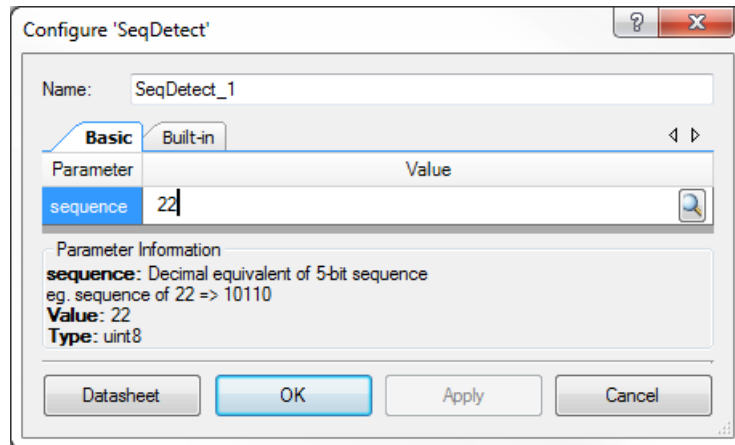 Configure 'SeqDetect'
Name: SeqDetect_1
Basic Built-in
Parameter Value
sequence 22
Parameter Information
sequence: Decimal equivalent of 5-bit sequence
eg. sequence of 22 => 10110
Value: 22
Type: uint8
Datasheet OK Apply Cancel